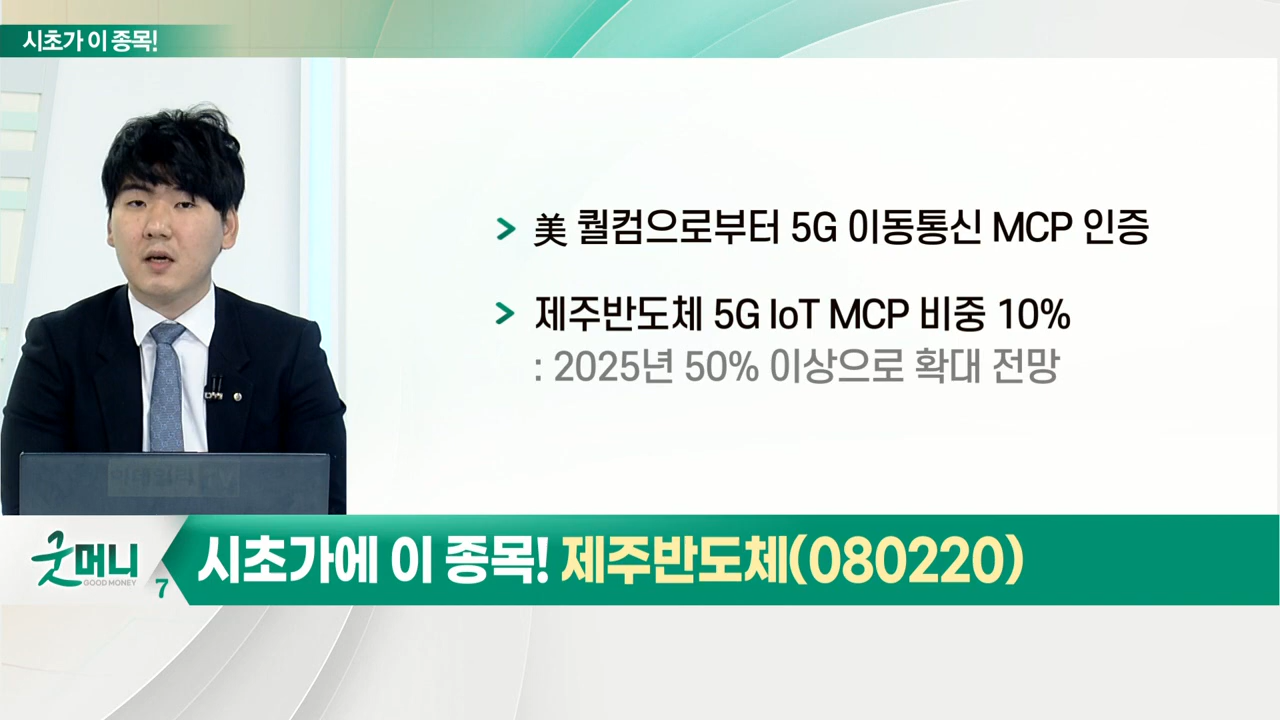 시초가 이 종목!
> 美 퀄컴으로부터 5G 이동통신 MCP 인증
> 제주반도체 5G IoT MCP 비중 10%
: 2025년 50% 이상으로 확대 전망
굿머니
GOOD MONEY
7
시초가에 이 종목! 제주반도체(080220)